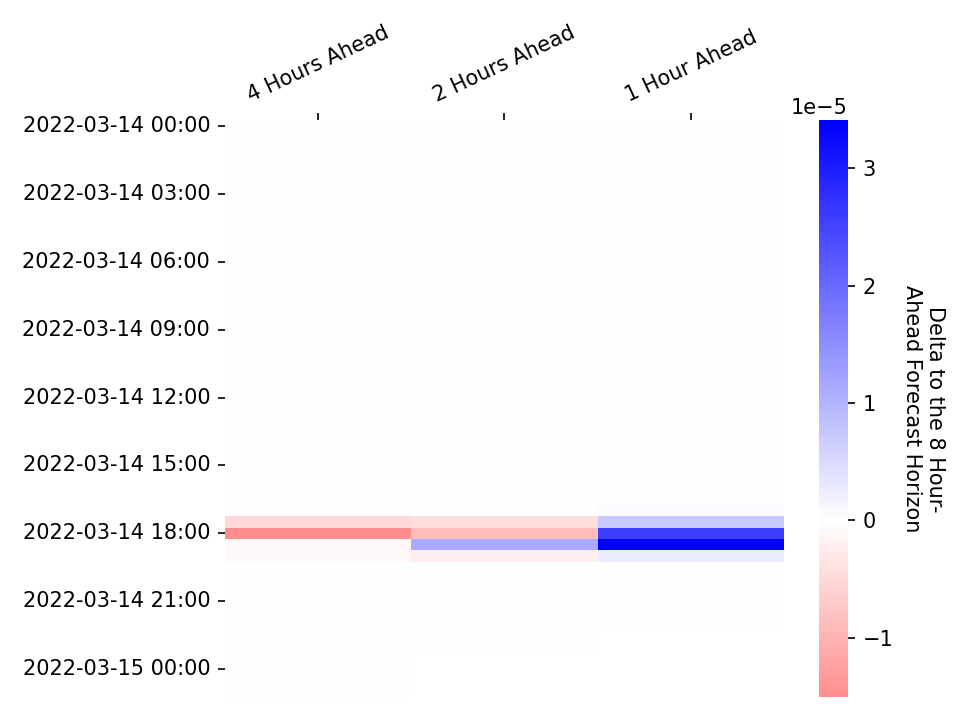 4 Hours Ahead
2 Hours Ahead
1 Hour Ahead
1e−5
2022-03-14 00:00
2022-03-14 03:00
2022-03-14 06:00
2022-03-14 09:00
2022-03-14 12:00
2022-03-14 15:00
2022-03-14 18:00
2022-03-14 21:00
2022-03-15 00:00
3
2
1
0
−1
Delta to the 8 Hour-
Ahead Forecast Horizon